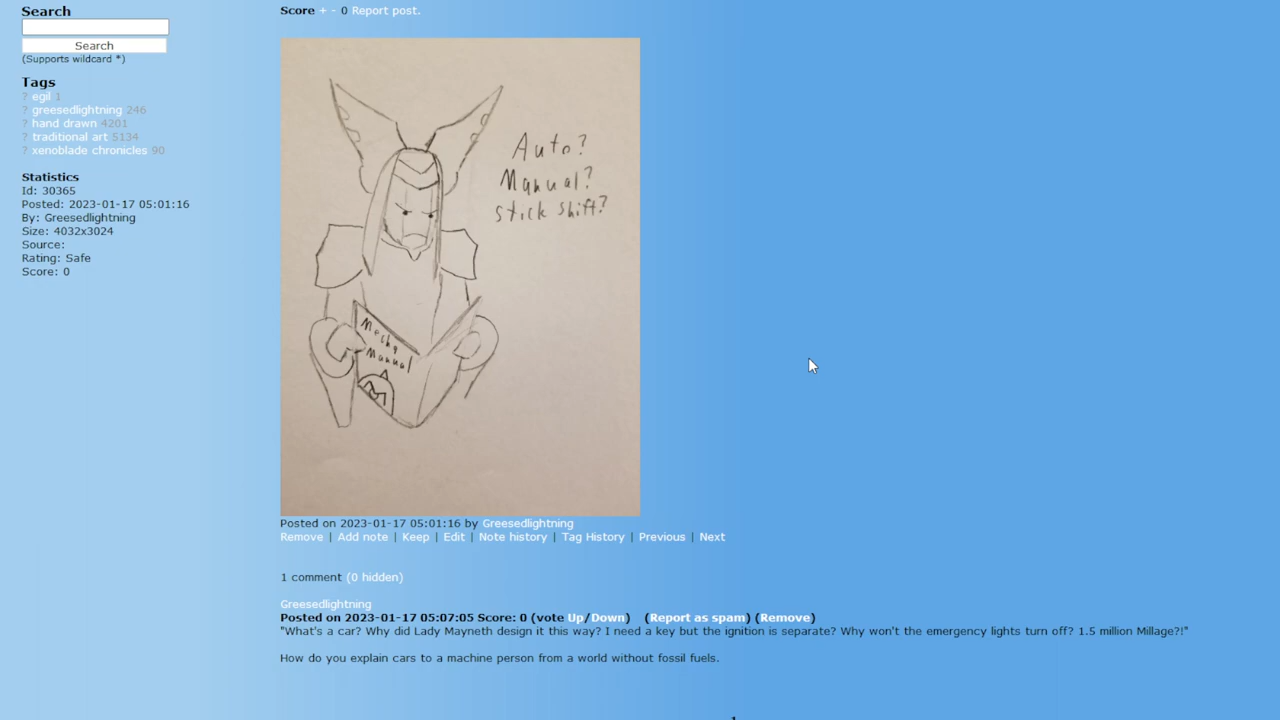 Search
Search
(Supports wildcard *)
Tags
? egil 1
? greesedlightning 246
? hand drawn 4201
? traditional art 5134
? xenoblade chronicles 90
Statistics
Id: 30365
Posted: 2023-01-17 05:01:16
By: Greesedlightning
Size: 4032x3024
Source:
Rating: Safe
Score: 0
Score + - 0 Report post.
Auto?
Manual?
stick shift?
Manual
M
Posted on 2023-01-17 05:01:16 by Greesedlightning
Remove | Add note | Keep | Edit | Note history | Tag History | Previous | Next
1 comment (0 hidden)
Greesedlightning
Posted on 2023-01-17 05:07:05 Score: 0 (vote Up/Down) (Report as spam) (Remove)
"What's a car? Why did Lady Mayneth design it this way? I need a key but the ignition is separate? Why won't the emergency lights turn off? 1.5 million Millage?!"
How do you explain cars to a machine person from a world without fossil fuels.